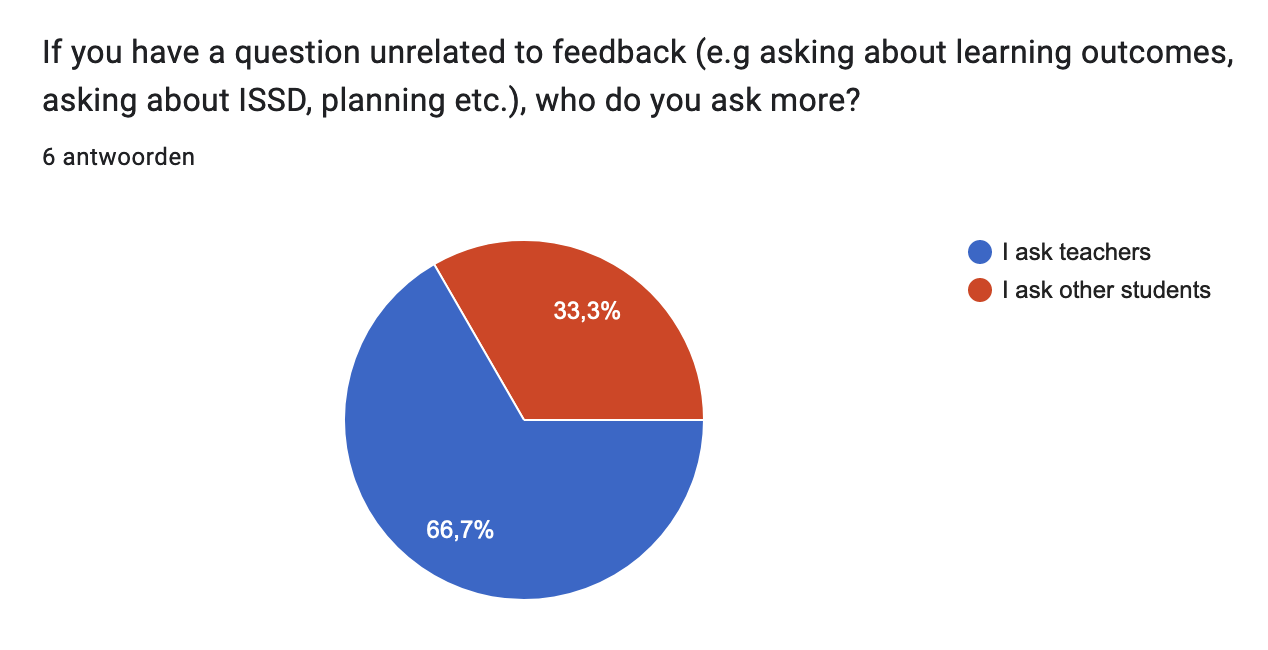 If you have a question unrelated to feedback (e.g asking about learning outcomes,
asking about ISSD, planning etc.), who do you ask more?
6 antwoorden
I ask teachers
I ask other students
33,3%
66,7%